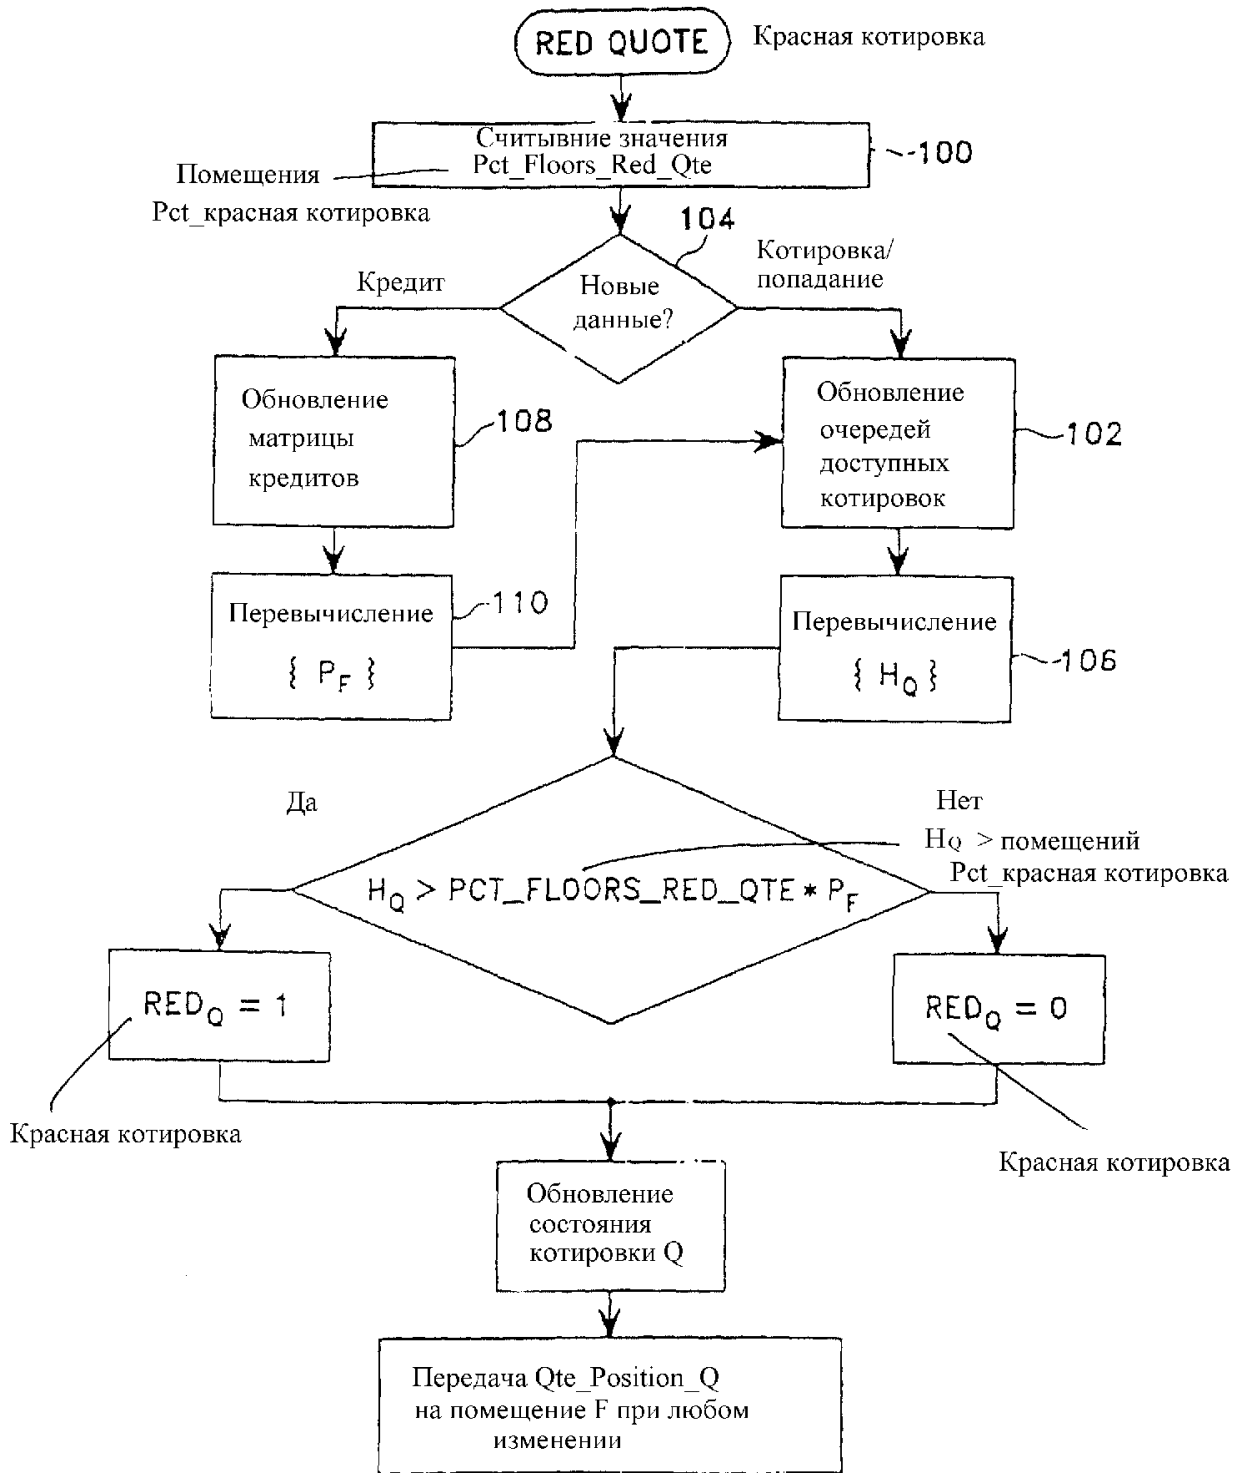 RED QUOTE
Красная котировка
Считывние значения
Pct_Floors_Red_Qte
100
Помещения
Pct_красная котировка
104
Котировка/
попадание
Кредит
Новые
данные?
Обновление
матрицы
кредитов
108
Обновление
очередей
доступных
котировок
102
Перевычисление
{ P_F }
110
Перевычисление
{ H_Q }
106
Да
Нет
H_Q > помещений
Pct_красная котировка
H_Q > PCT_FLOORS_RED_QTE * P_F
RED_Q = 1
RED_Q = 0
Красная котировка
Красная котировка
Обновление
состояния
котировки Q
Передача Qte_Position_Q
на помещение F при любом
изменении